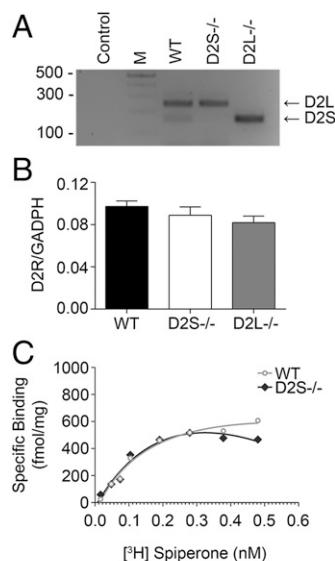 A
Control
M
WT
D2S-/-
D2L-/-
500 -
300 -
100 -
← D2L
← D2S
B
D2R/GADPH
0.12
0.08
0.04
0.00
WT
D2S-/-
D2L-/-
C
Specific Binding
(fmol/mg)
1000
800
600
400
200
0
WT
D2S-/-
0.0 0.1 0.2 0.3 0.4 0.5 0.6
[³H] Spiperone (nM)